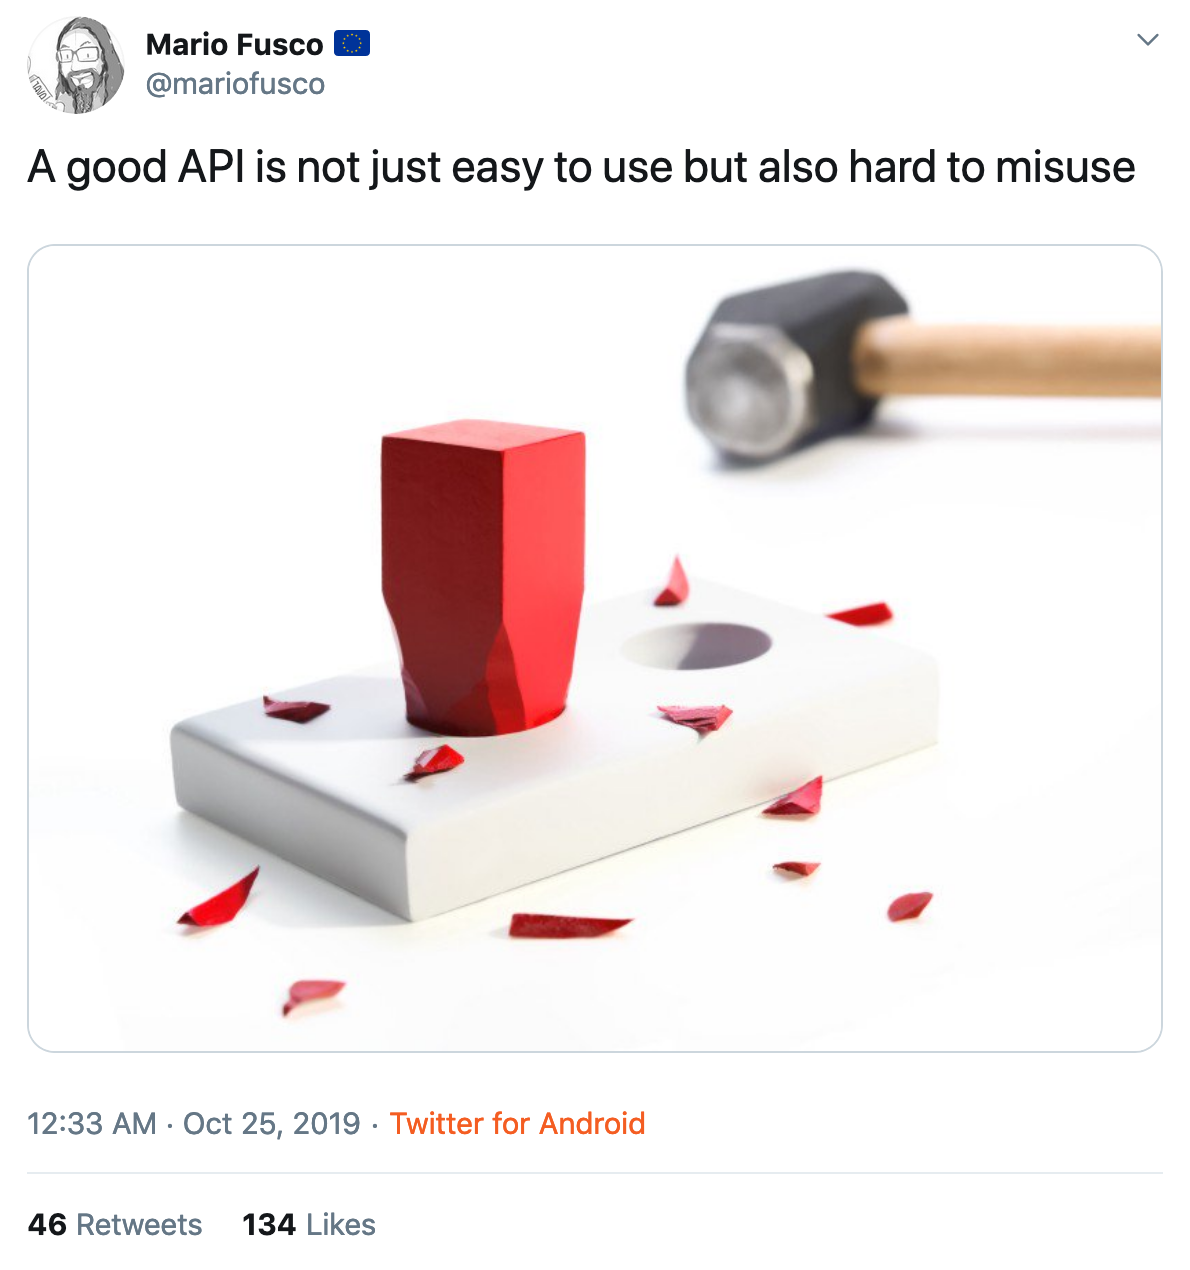 Mario Fusco 🇪🇺
@mariofusco
A good API is not just easy to use but also hard to misuse
12:33 AM · Oct 25, 2019 · Twitter for Android
46 Retweets 134 Likes